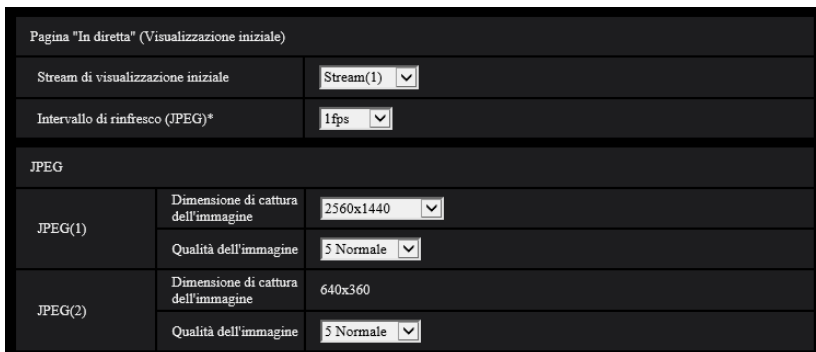 Pagina "In diretta" (Visualizzazione iniziale)
Stream di visualizzazione iniziale
Stream(1)
Intervallo di rinfresco (JPEG)*
1fps
JPEG
JPEG(1)
Dimensione di cattura
dell'immagine
2560x1440
Qualità dell'immagine
5 Normale
JPEG(2)
Dimensione di cattura
dell'immagine
640x360
Qualità dell'immagine
5 Normale